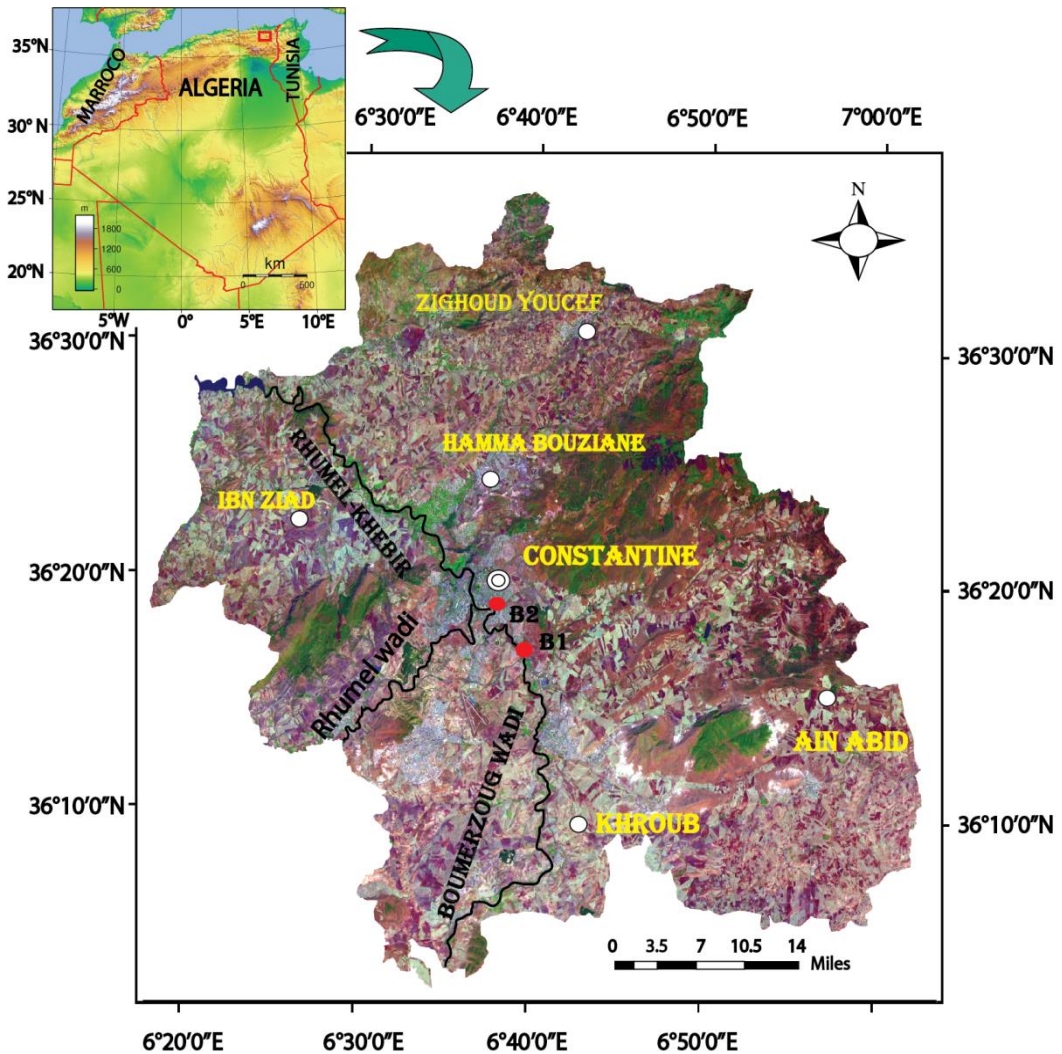 35°N
30° N
25°N
20°N
MARROCO
ALGERIA
TUNISIA
m
1800
1200
600
0
km
0 500
5°W 0° 5°E 10°E
6°30'0"E 6°40'0"E 6°50'0"E 7°00'0"E
N
36°30'0"N
36°20'0"N
36°10'0"N
36°30'0"N
36°20'0"N
36°10'0"N
ZIGHOUD YOUCEF
HAMMA BOUZIANE
IBN ZIAD
RHUMEL KHEBIR
CONSTANTINE
B2
B1
Rhumel wadi
AIN ABID
BOUMERZOUG WADI
KHROUB
0 3.5 7 10.5 14
Miles
6°20'0"E 6°30'0"E 6°40'0"E 6°50'0"E